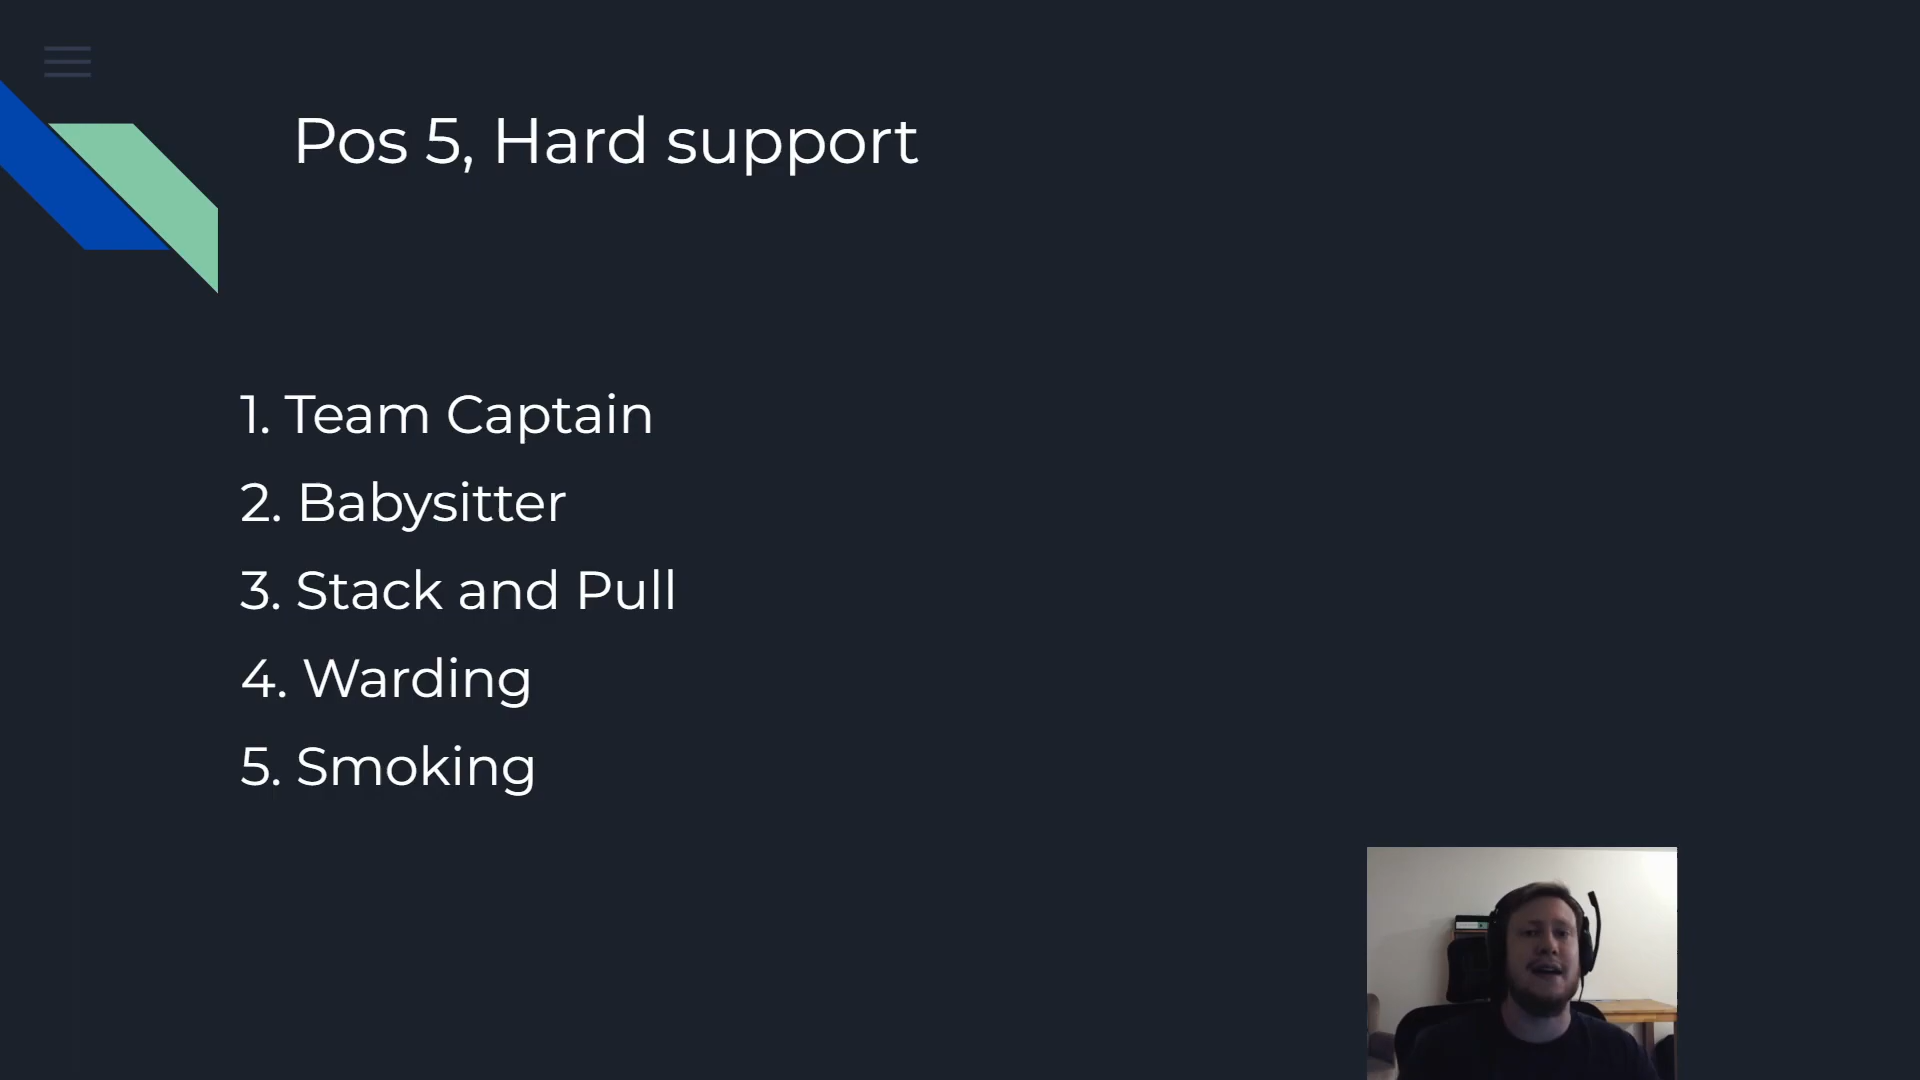 Pos 5, Hard support
1. Team Captain
2. Babysitter
3. Stack and Pull
4. Warding
5. Smoking